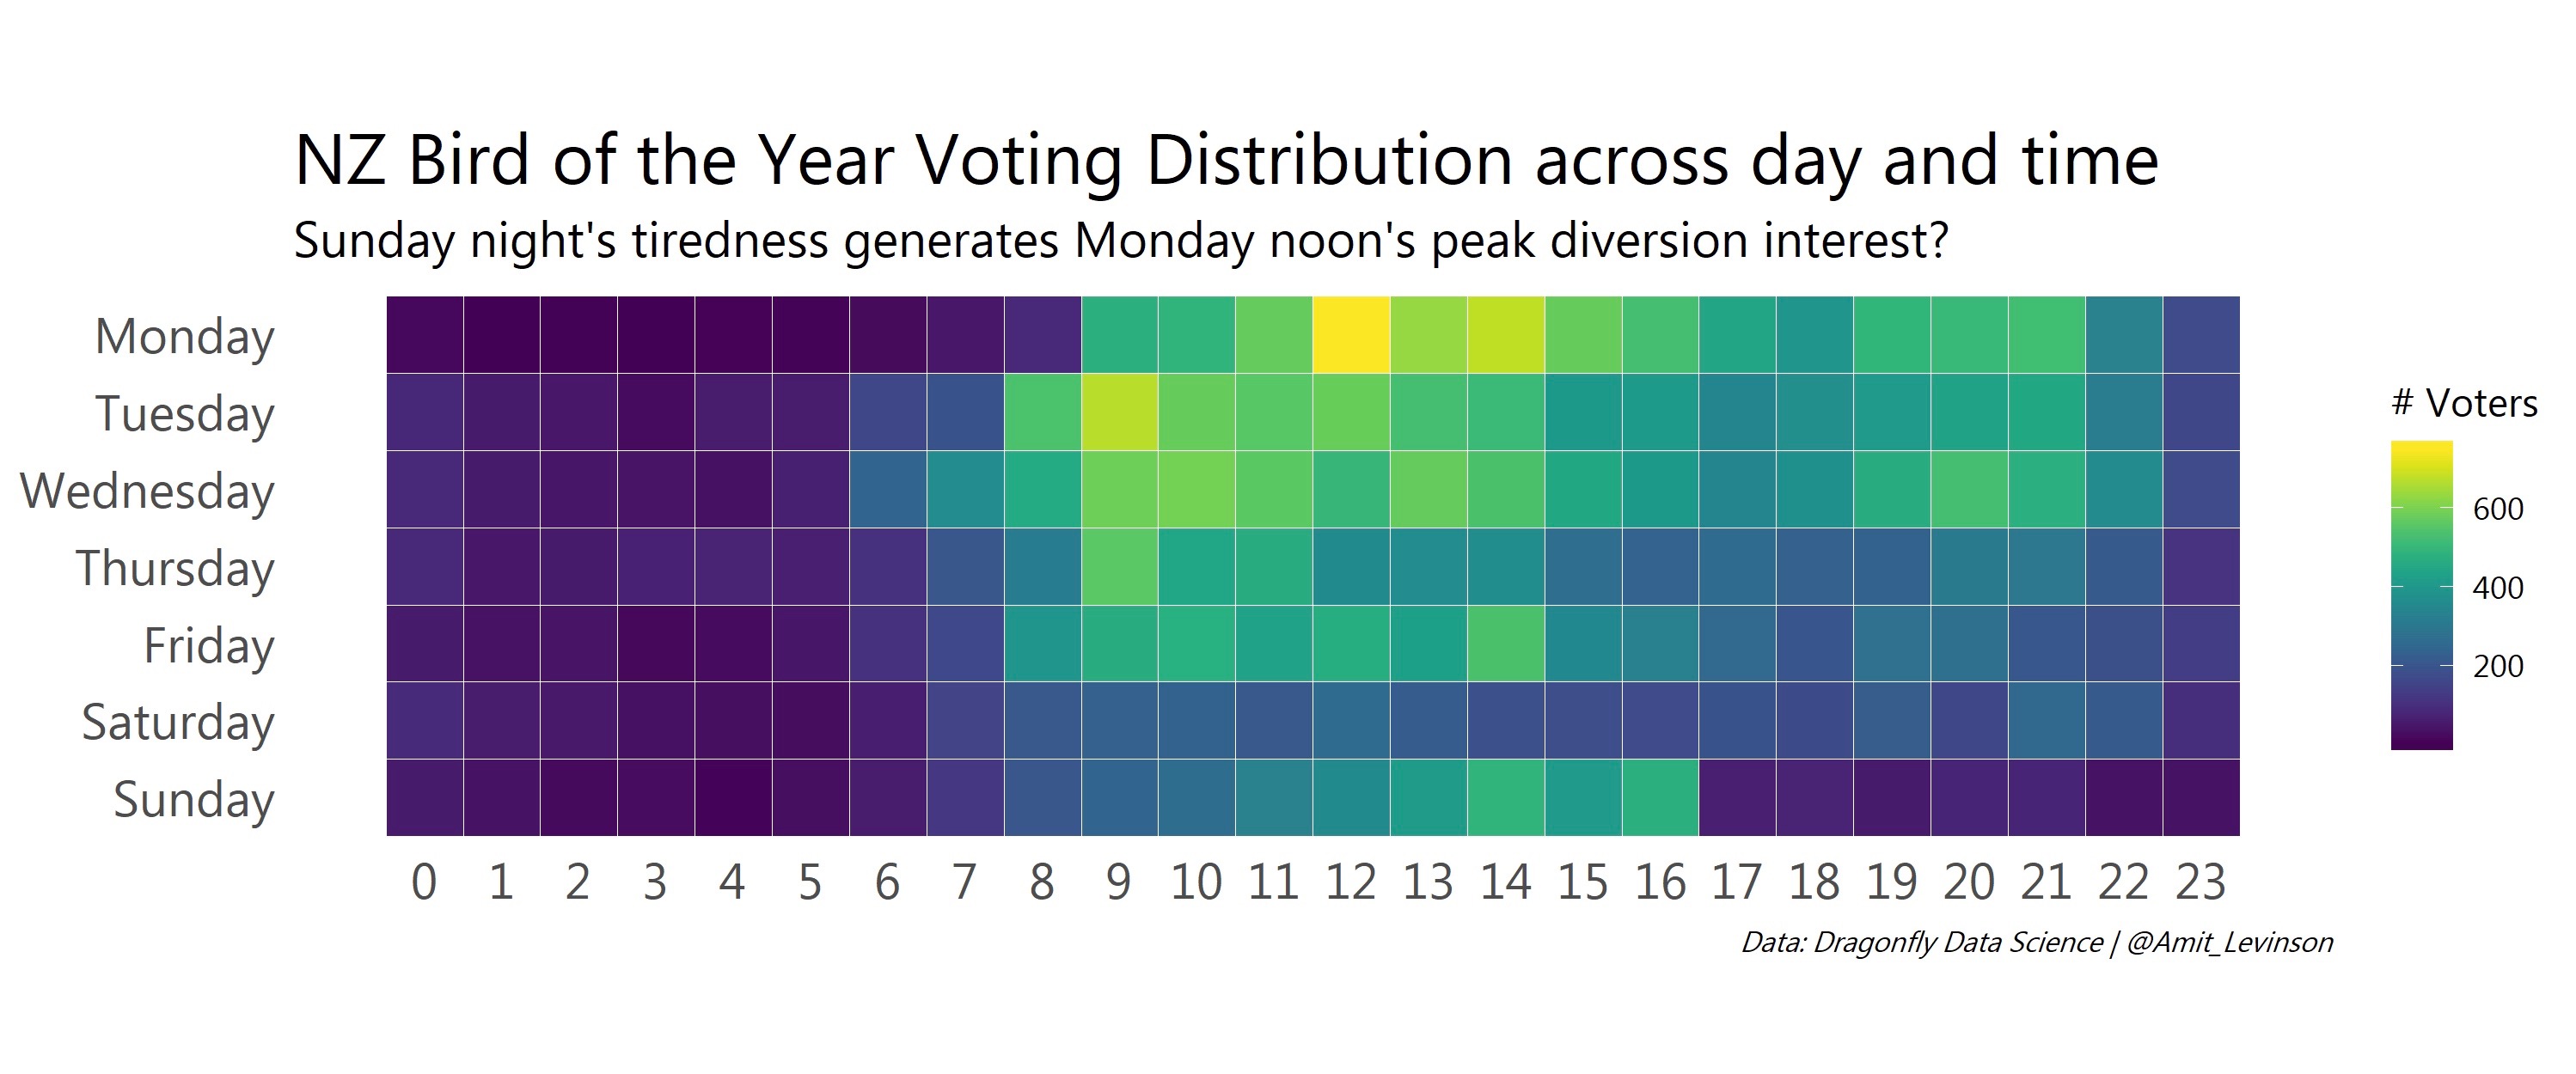 NZ Bird of the Year Voting Distribution across day and time
Sunday night's tiredness generates Monday noon's peak diversion interest?
Monday
Tuesday
Wednesday
Thursday
Friday
Saturday
Sunday
0 1 2 3 4 5 6 7 8 9 10 11 12 13 14 15 16 17 18 19 20 21 22 23
# Voters
600
400
200
Data: Dragonfly Data Science | @Amit_Levinson